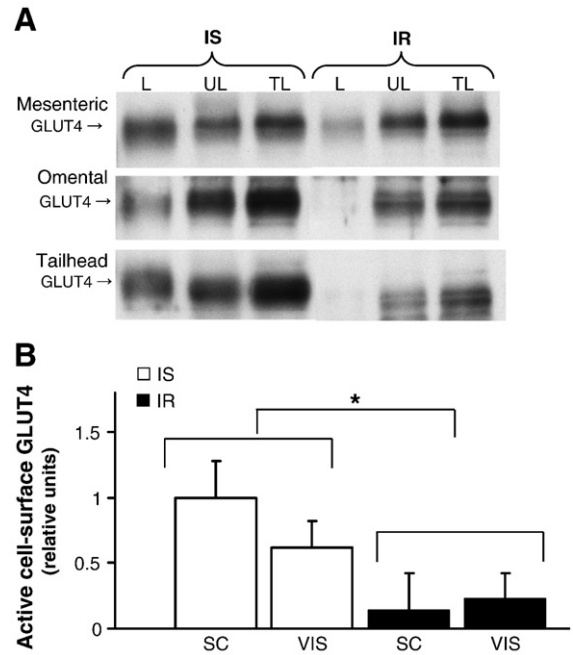 A
IS IR
L UL TL L UL TL
Mesenteric
GLUT4 →
Omental
GLUT4 →
Tailhead
GLUT4 →
B
IS
IR
*
Active cell-surface GLUT4
(relative units)
1.5
1
0.5
0
SC VIS SC VIS